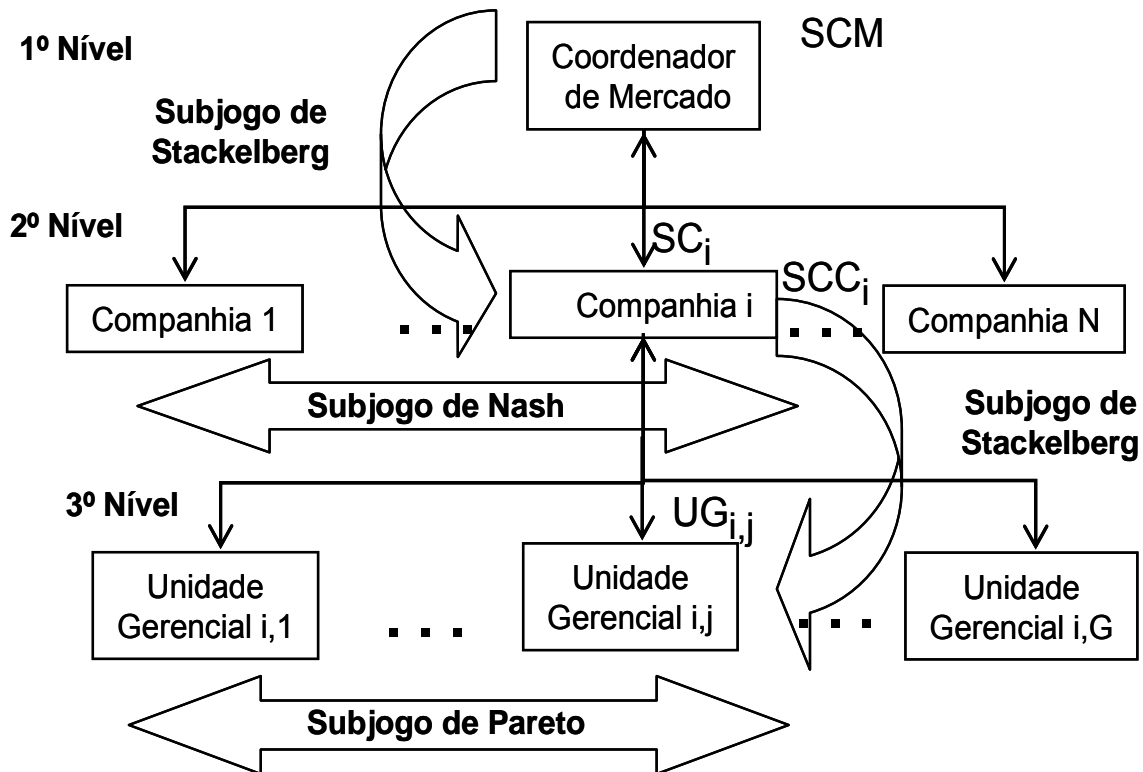 1º Nível
SCM
Coordenador
de Mercado
Subjogo de
Stackelberg
2º Nível
SCi
SCCi
Companhia 1
. . .
Companhia i
. . .
Companhia N
Subjogo de Nash
Subjogo de
Stackelberg
3º Nível
UGi,j
Unidade
Gerencial i,1
. . .
Unidade
Gerencial i,j
. . .
Unidade
Gerencial i,G
Subjogo de Pareto